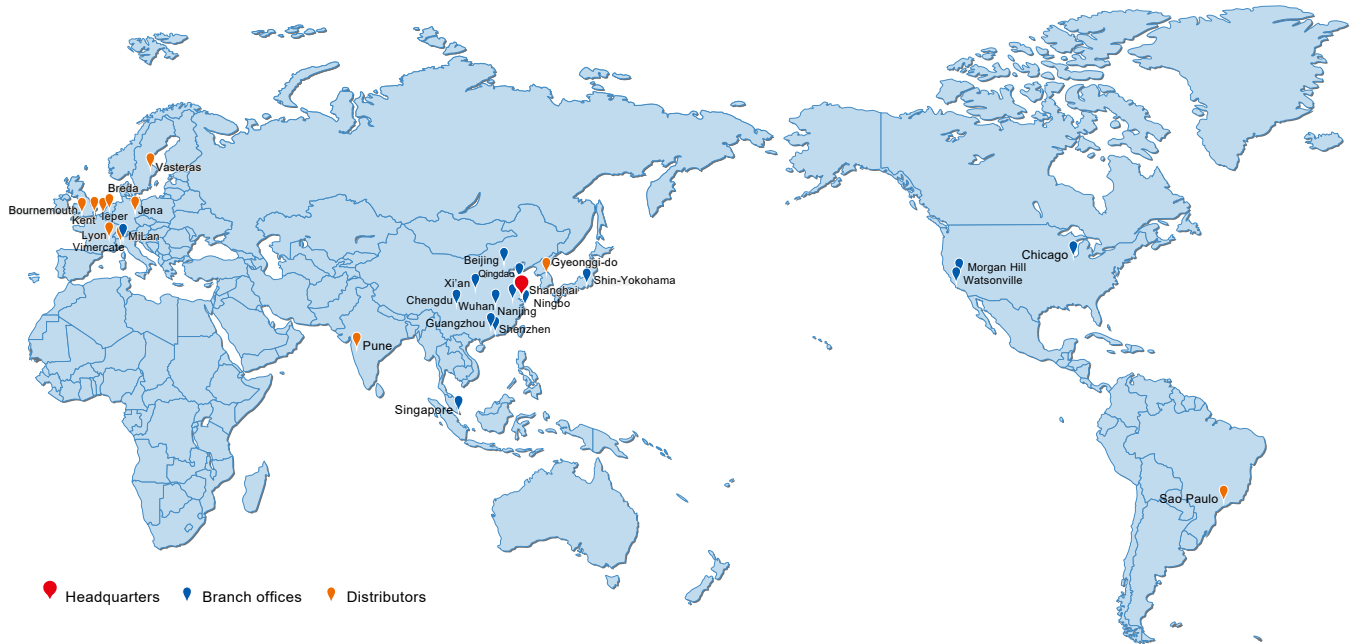 Vasteras
Breda
Bournemouth
Jena
Kent
Ieper
Lyon
MiLan
Vimercate
Beijing
Gyeonggi-do
Qingdao
Xi'an
Shin-Yokohama
Shanghai
Chengdu
Wuhan
Ningbo
Nanjing
Guangzhou
Shenzhen
Pune
Singapore
Chicago
Morgan Hill
Watsonville
Sao Paulo
Headquarters
Branch offices
Distributors